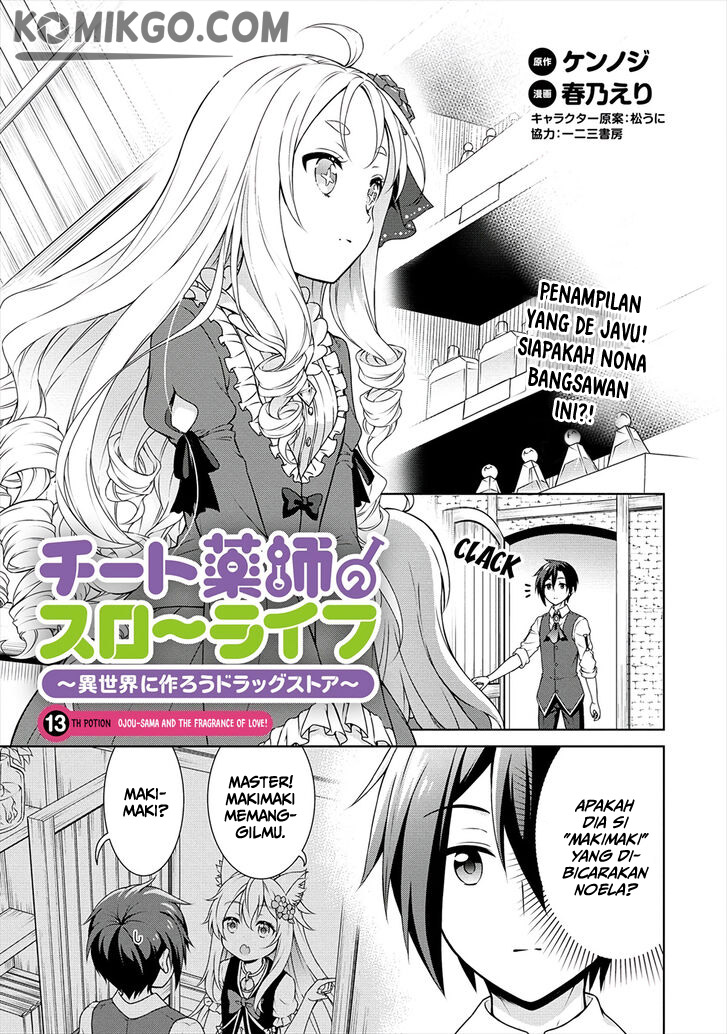 KOMIKGO.COM
原作 ケンノジ
漫画 春乃えり
キャラクター原案:松うに
協力:一二三書房
PENAMPILAN
YANG DE JAVU!
SIAPAKAH NONA
BANGSAWAN
INI?!
CLACK
チート薬師の
スローライフ
~異世界に作ろうドラッグストア~
13 TH POTION OJOU-SAMA AND THE FRAGRANCE OF LOVE!
APAKAH
DIA SI
"MAKIMAKI"
YANG DI-
BICARAKAN
NOELA?
MASTER!
MAKIMAKI
MEMANG-
GILMU.
MAKI-
MAKI?